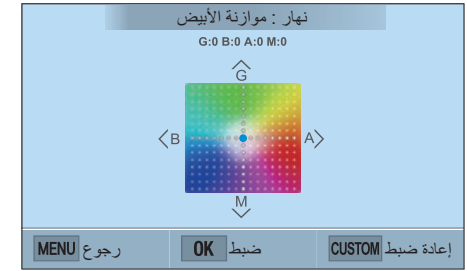 نهار : موازنة الأبيض
G:0 B:0 A:0 M:0
G
B A
M
إعادة ضبط CUSTOM ضبط OK رجوع MENU